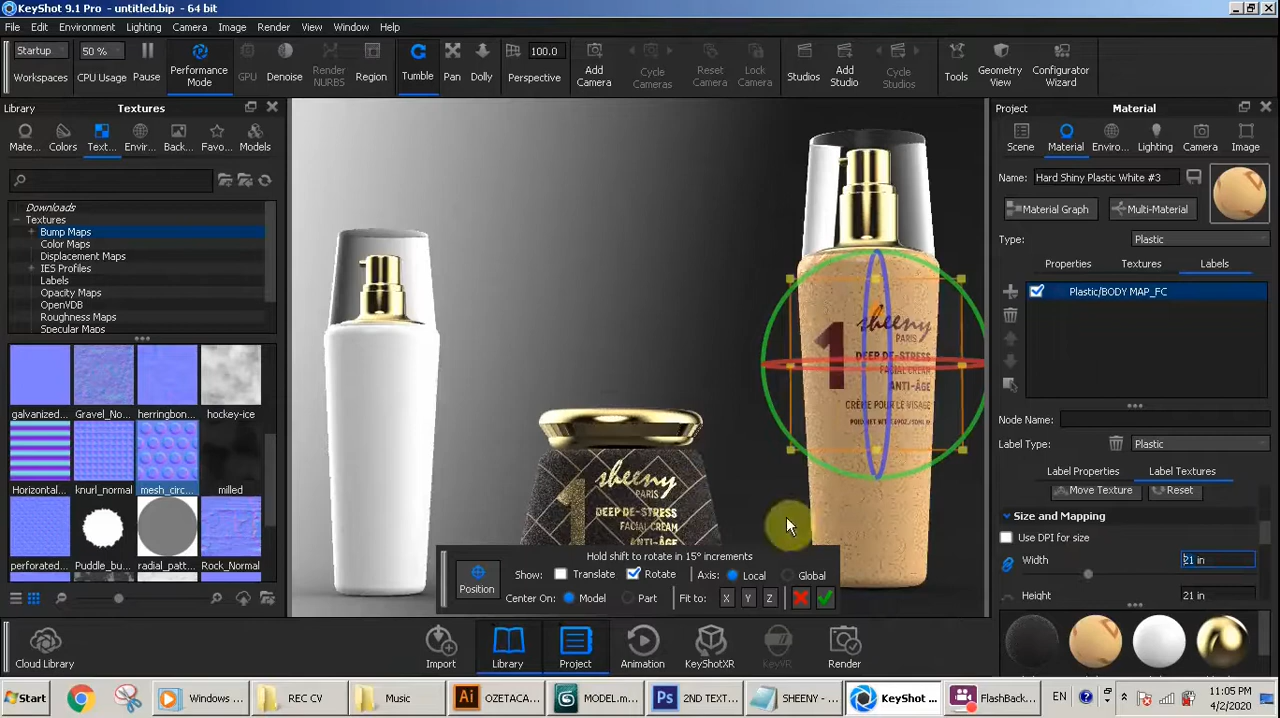 KeyShot 9.1 Pro - untitled.bip - 64 bit
File Edit Environment Lighting Camera Image Render View Window Help
Startup 50 % 100.0
Workspaces CPU Usage Pause Performance Mode GPU Denoise Render NURBS Region Tumble Pan Dolly Perspective Add Camera Cycle Cameras Reset Camera Lock Camera Studios Add Studio Cycle Studios Tools Geometry View Configurator Wizard
Library Textures
Mate... Colors Text... Envir... Back... Favo... Models
Downloads
Textures
Bump Maps
Color Maps
Displacement Maps
IES Profiles
Labels
Opacity Maps
OpenVDB
Roughness Maps
Specular Maps
galvanized... Gravel_No... herringbon... hockey-ice
Horizontal... knurl_normal mesh_circ... milled
perforated... Puddle_bu... radial_patt... Rock_Normal
1
sheeny
PARIS
DEEP DE-STRESS
FACIAL CREAM
ANTI-ÂGE
1
sheeny
PARIS
DEEP DE-STRESS
FACIAL CREAM
ANTI-ÂGE
CRÈME POUR LE VISAGE
Hold shift to rotate in 15° increments
Position Show: Translate Rotate Axis: Local Global
Center On: Model Part Fit to: X Y Z
Project Material
Scene Material Enviro... Lighting Camera Image
Name: Hard Shiny Plastic White #3
Material Graph Multi-Material
Type: Plastic
Properties Textures Labels
Plastic/BODY MAP_FC
Node Name:
Label Type: Plastic
Label Properties Label Textures
Move Texture Reset
Size and Mapping
Use DPI for size
Width 21 in
Height 21 in
Cloud Library Import Library Project Animation KeyShotXR KeyVR Render
Start Windows ... REC CV Music OZETACA... MODEL.m... 2ND TEXT... SHEENY -... KeyShot ... FlashBack... EN 11:05 PM
4/2/2020